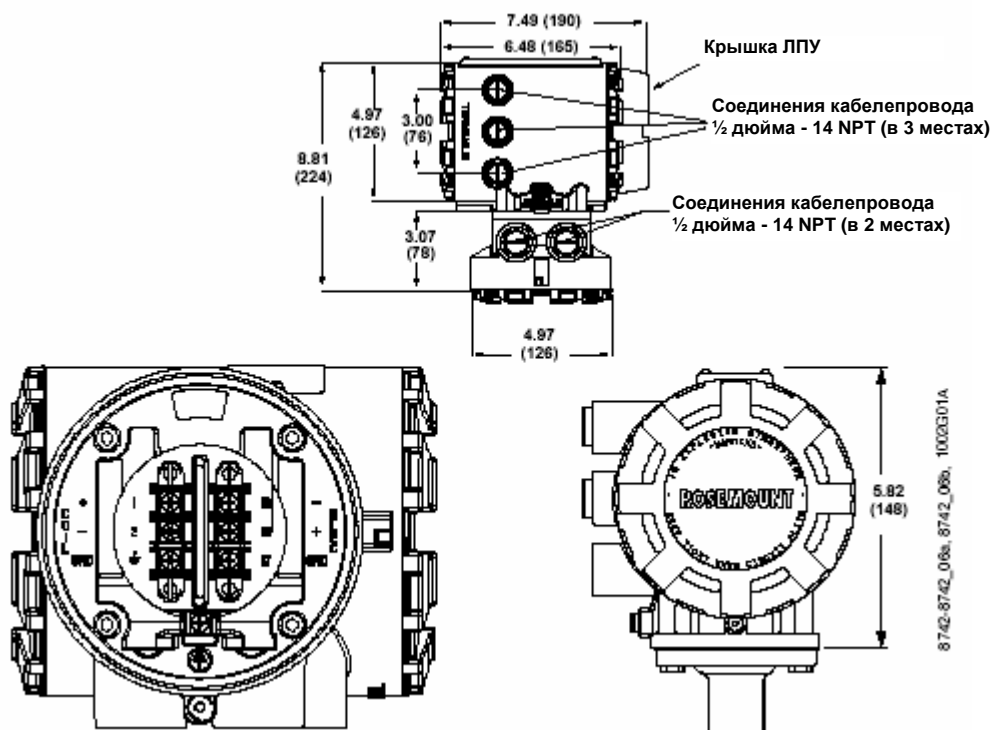 7.49 (190)
6.48 (165)
Крышка ЛПУ
Соединения кабелепровода
½ дюйма - 14 NPT (в 3 местах)
4.97
(126)
3.00
(76)
8.81
(224)
Соединения кабелепровода
½ дюйма - 14 NPT (в 2 местах)
3.07
(78)
4.97
(126)
+
-
1
2
-
+
ROSEMOUNT
5.82
(148)
8742-8742_06a, 8742_06b, 1002G01A